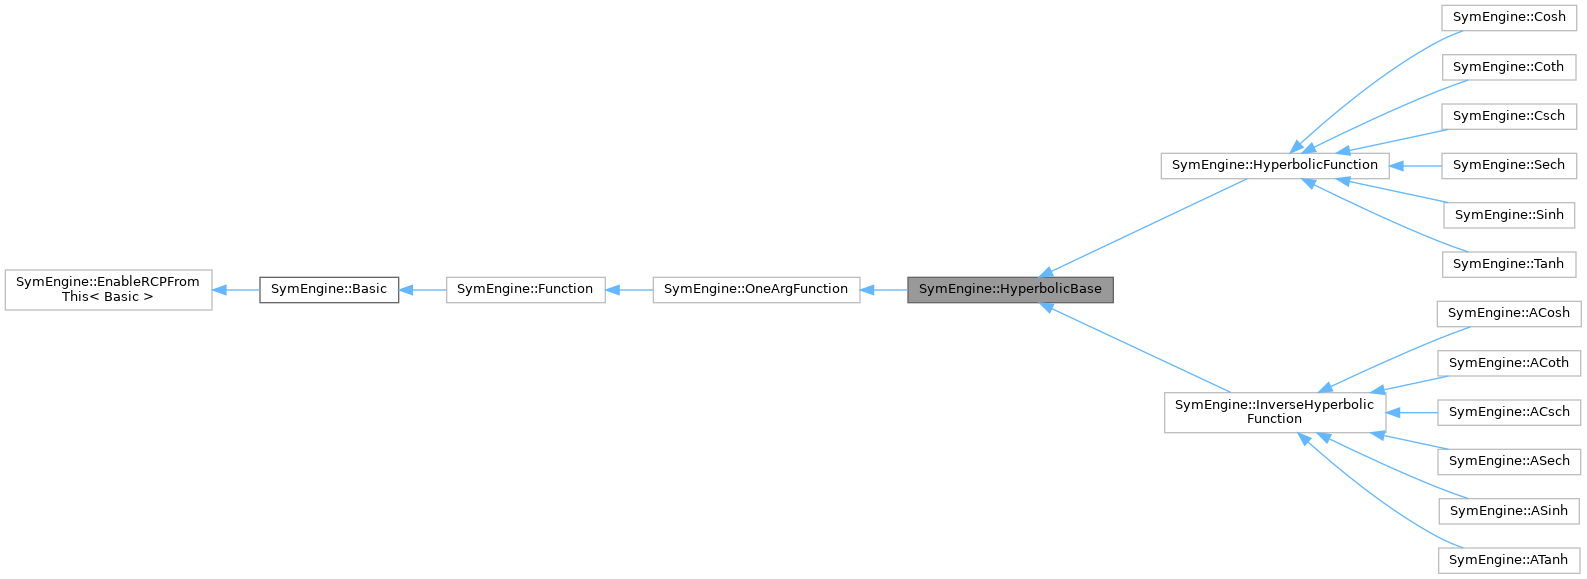 SymEngine::EnableRCPFrom
This< Basic >
SymEngine::Basic
SymEngine::Function
SymEngine::OneArgFunction
SymEngine::HyperbolicBase
SymEngine::HyperbolicFunction
SymEngine::Cosh
SymEngine::Coth
SymEngine::Csch
SymEngine::Sech
SymEngine::Sinh
SymEngine::Tanh
SymEngine::InverseHyperbolic
Function
SymEngine::ACosh
SymEngine::ACoth
SymEngine::ACsch
SymEngine::ASech
SymEngine::ASinh
SymEngine::ATanh